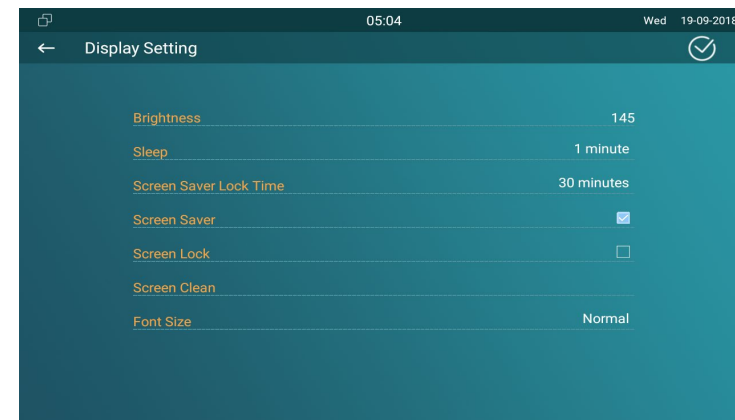 05:04 Wed 19-09-2018
Display Setting
Brightness 145
Sleep 1 minute
Screen Saver Lock Time 30 minutes
Screen Saver
Screen Lock
Screen Clean
Font Size Normal